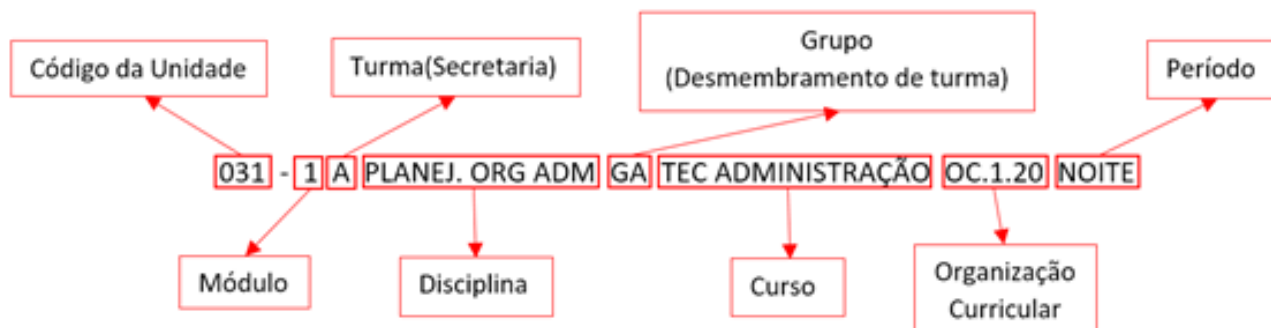 Código da Unidade
Turma(Secretaria)
Grupo
(Desmembramento de turma)
Período
031 - 1 A PLANEJ. ORG ADM GA TEC ADMINISTRAÇÃO OC.1.20 NOITE
Módulo
Disciplina
Curso
Organização
Curricular